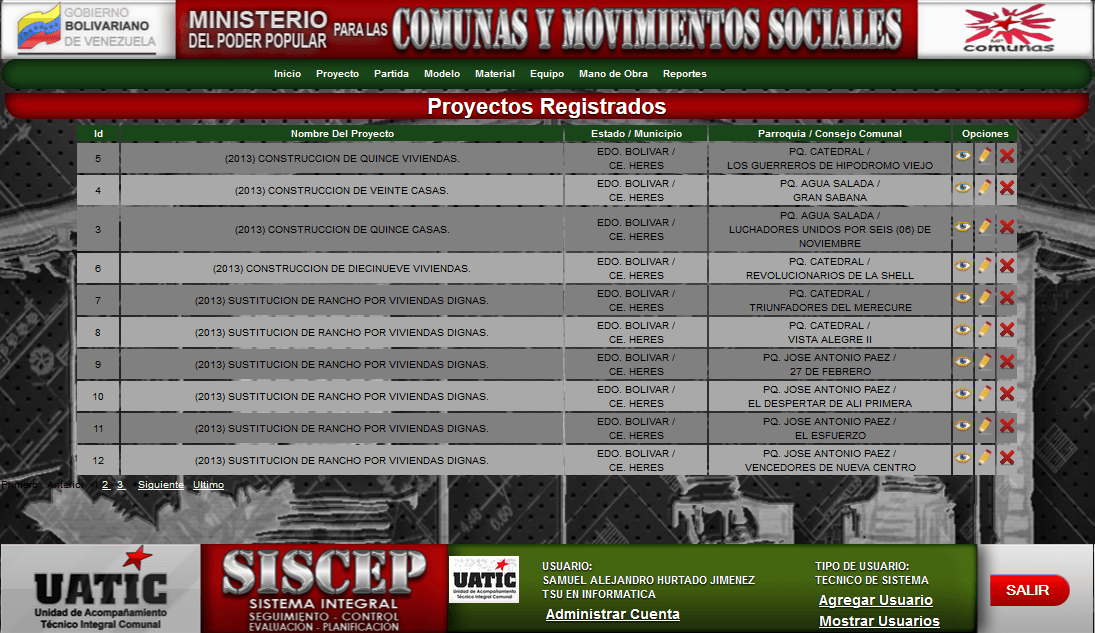 GOBIERNO
BOLIVARIANO
DE VENEZUELA
MINISTERIO
DEL PODER POPULAR
PARA LAS
COMUNAS Y MOVIMIENTOS SOCIALES
MP
comunas
Inicio Proyecto Partida Modelo Material Equipo Mano de Obra Reportes
Proyectos Registrados
Id Nombre Del Proyecto Estado / Municipio Parroquia / Consejo Comunal Opciones
5 (2013) CONSTRUCCION DE QUINCE VIVIENDAS. EDO. BOLIVAR / PQ. CATEDRAL /
CE. HERES LOS GUERREROS DE HIPODROMO VIEJO
4 (2013) CONSTRUCCION DE VEINTE CASAS. EDO. BOLIVAR / PQ. AGUA SALADA /
CE. HERES GRAN SABANA
3 (2013) CONSTRUCCION DE QUINCE CASAS. EDO. BOLIVAR / PQ. AGUA SALADA /
CE. HERES LUCHADORES UNIDOS POR SEIS (06) DE
NOVIEMBRE
6 (2013) CONSTRUCCION DE DIECINUEVE VIVIENDAS. EDO. BOLIVAR / PQ. CATEDRAL /
CE. HERES REVOLUCIONARIOS DE LA SHELL
7 (2013) SUSTITUCION DE RANCHO POR VIVIENDAS DIGNAS. EDO. BOLIVAR / PQ. CATEDRAL /
CE. HERES TRIUNFADORES DEL MERECURE
8 (2013) SUSTITUCION DE RANCHO POR VIVIENDAS DIGNAS. EDO. BOLIVAR / PQ. CATEDRAL /
CE. HERES VISTA ALEGRE II
9 (2013) SUSTITUCION DE RANCHO POR VIVIENDAS DIGNAS. EDO. BOLIVAR / PQ. JOSE ANTONIO PAEZ /
CE. HERES 27 DE FEBRERO
10 (2013) SUSTITUCION DE RANCHO POR VIVIENDAS DIGNAS. EDO. BOLIVAR / PQ. JOSE ANTONIO PAEZ /
CE. HERES EL DESPERTAR DE ALI PRIMERA
11 (2013) SUSTITUCION DE RANCHO POR VIVIENDAS DIGNAS. EDO. BOLIVAR / PQ. JOSE ANTONIO PAEZ /
CE. HERES EL ESFUERZO
12 (2013) SUSTITUCION DE RANCHO POR VIVIENDAS DIGNAS. EDO. BOLIVAR / PQ. JOSE ANTONIO PAEZ /
CE. HERES VENCEDORES DE NUEVA CENTRO
Primero Anterior 2 3 Siguiente Ultimo
UATIC
Unidad de Acompañamiento
Técnico Integral Comunal
SISCEP
SISTEMA INTEGRAL
SEGUIMIENTO - CONTROL
EVALUACION - PLANIFICACION
UATIC
Unidad de Acompañamiento
Técnico Integral Comunal
USUARIO:
SAMUEL ALEJANDRO HURTADO JIMENEZ
TSU EN INFORMATICA
Administrar Cuenta
TIPO DE USUARIO:
TECNICO DE SISTEMA
Agregar Usuario
Mostrar Usuarios
SALIR